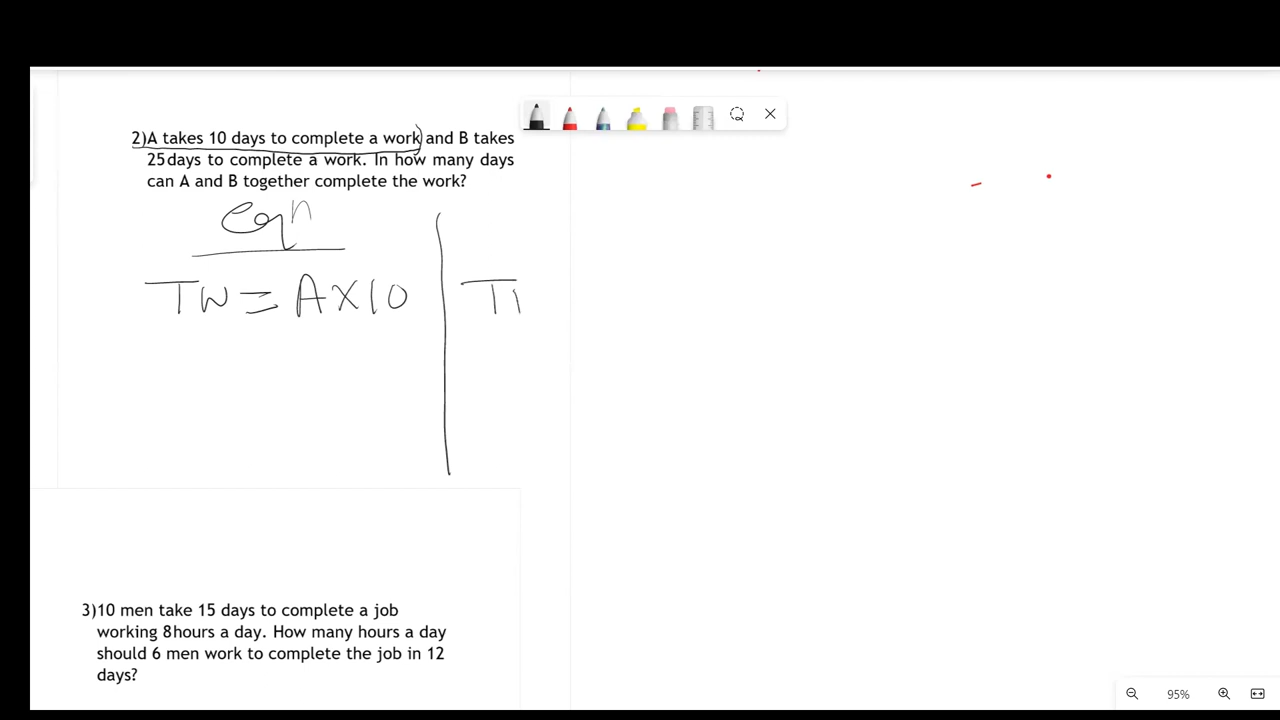 2)A takes 10 days to complete a work) and B takes
25days to complete a work. In how many days
can A and B together complete the work?
eqn
TW = A X 10
T
3)10 men take 15 days to complete a job
working 8hours a day. How many hours a day
should 6 men work to complete the job in 12
days?
95%